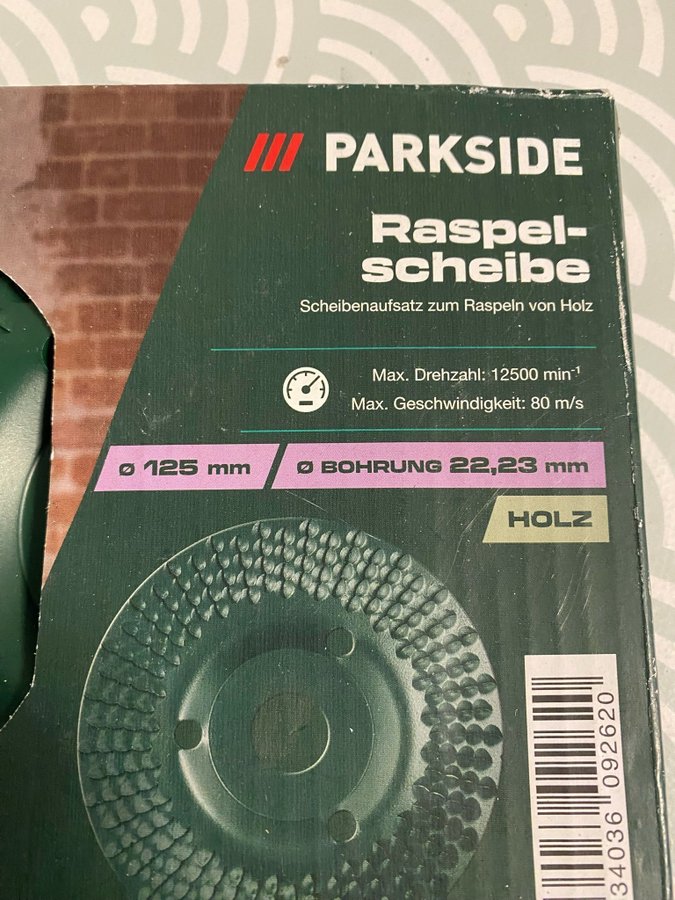 PARKSIDE
Raspel-
scheibe
Scheibenaufsatz zum Raspeln von Holz
Max. Drehzahl: 12500 min⁻¹
Max. Geschwindigkeit: 80 m/s
ø 125 mm
ø BOHRUNG 22,23 mm
HOLZ
34036 092620